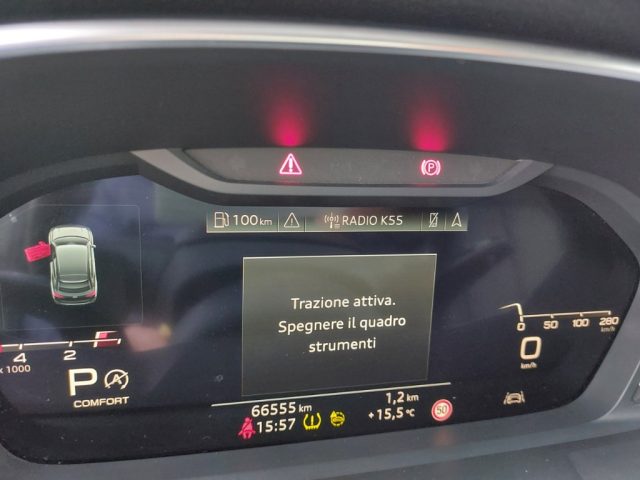 100 km
RADIO K55
Trazione attiva.
Spegnere il quadro
strumenti
4 2
x 1000
P A
COMFORT
0 50 100 280
km/h
0
km/h
66555 km 1,2 km
15:57 +15,5 °C 50